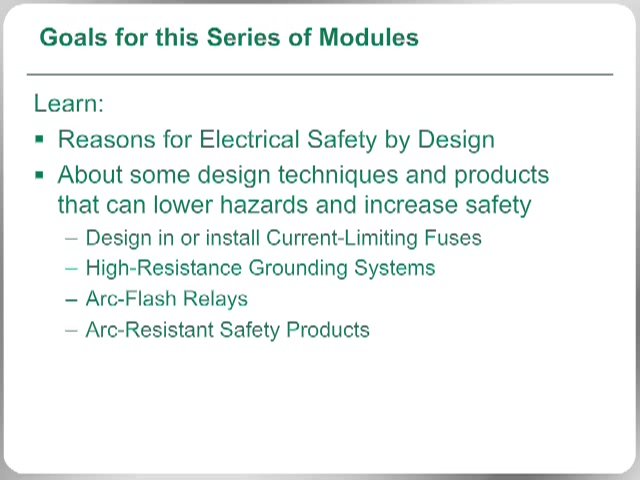 Goals for this Series of Modules
Learn:
▪ Reasons for Electrical Safety by Design
▪ About some design techniques and products
that can lower hazards and increase safety
– Design in or install Current-Limiting Fuses
– High-Resistance Grounding Systems
– Arc-Flash Relays
– Arc-Resistant Safety Products